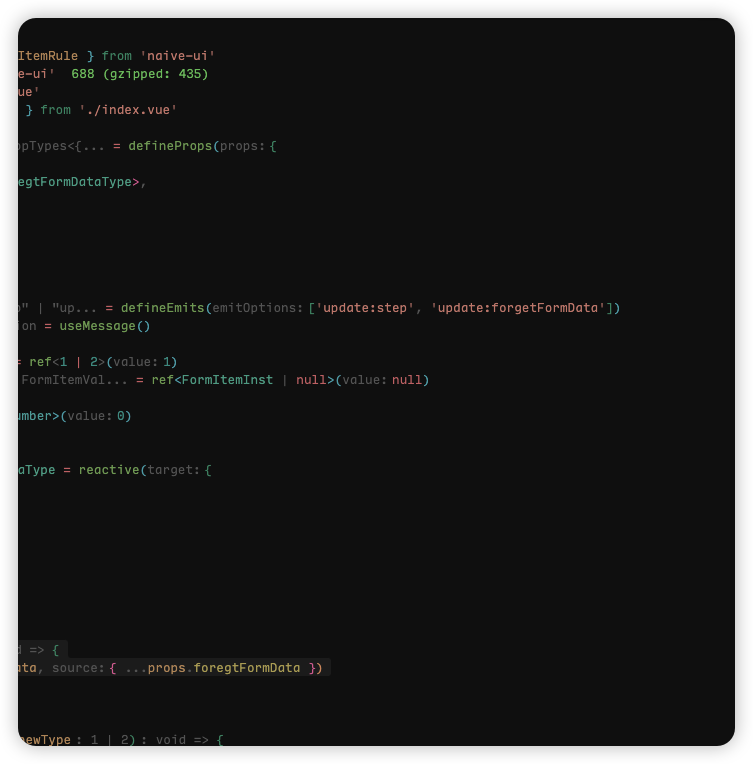 ItemRule } from 'naive-ui'
e-ui'  688 (gzipped: 435)
ue'
} from './index.vue'
opTypes<{... = defineProps(props: {
egtFormDataType>,
" | "up... = defineEmits(emitOptions: ['update:step', 'update:forgetFormData'])
ion = useMessage()
= ref<1 | 2>(value: 1)
FormItemVal... = ref<FormItemInst | null>(value: null)
umber>(value: 0)
aType = reactive(target: {
d => {
ata, source: { ...props.foregtFormData })
newType : 1 | 2) : void => {